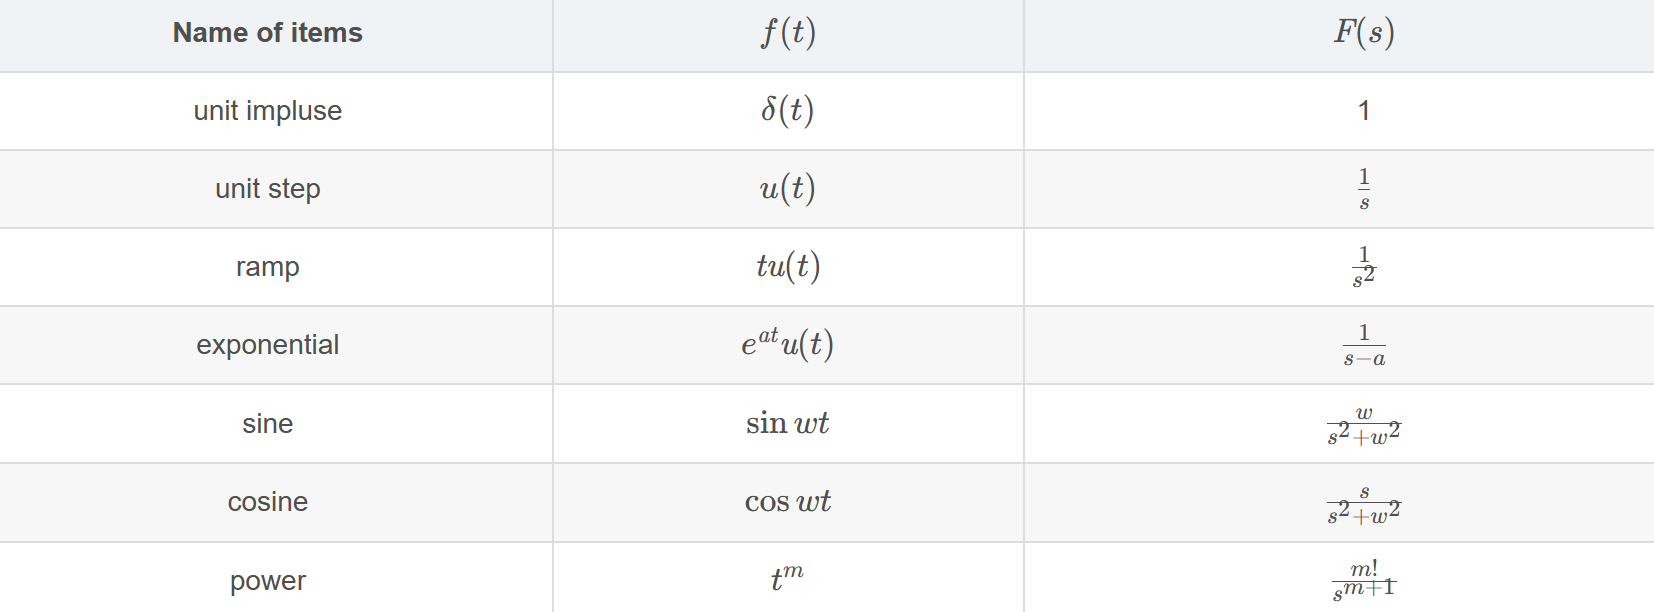 Name of items f(t) F(s)
unit impluse δ(t) 1
unit step u(t) \frac{1}{s}
ramp tu(t) \frac{1}{s^2}
exponential e^{at}u(t) \frac{1}{s-a}
sine sin wt \frac{w}{s^2+w^2}
cosine cos wt \frac{s}{s^2+w^2}
power t^m \frac{m!}{s^{m+1}}